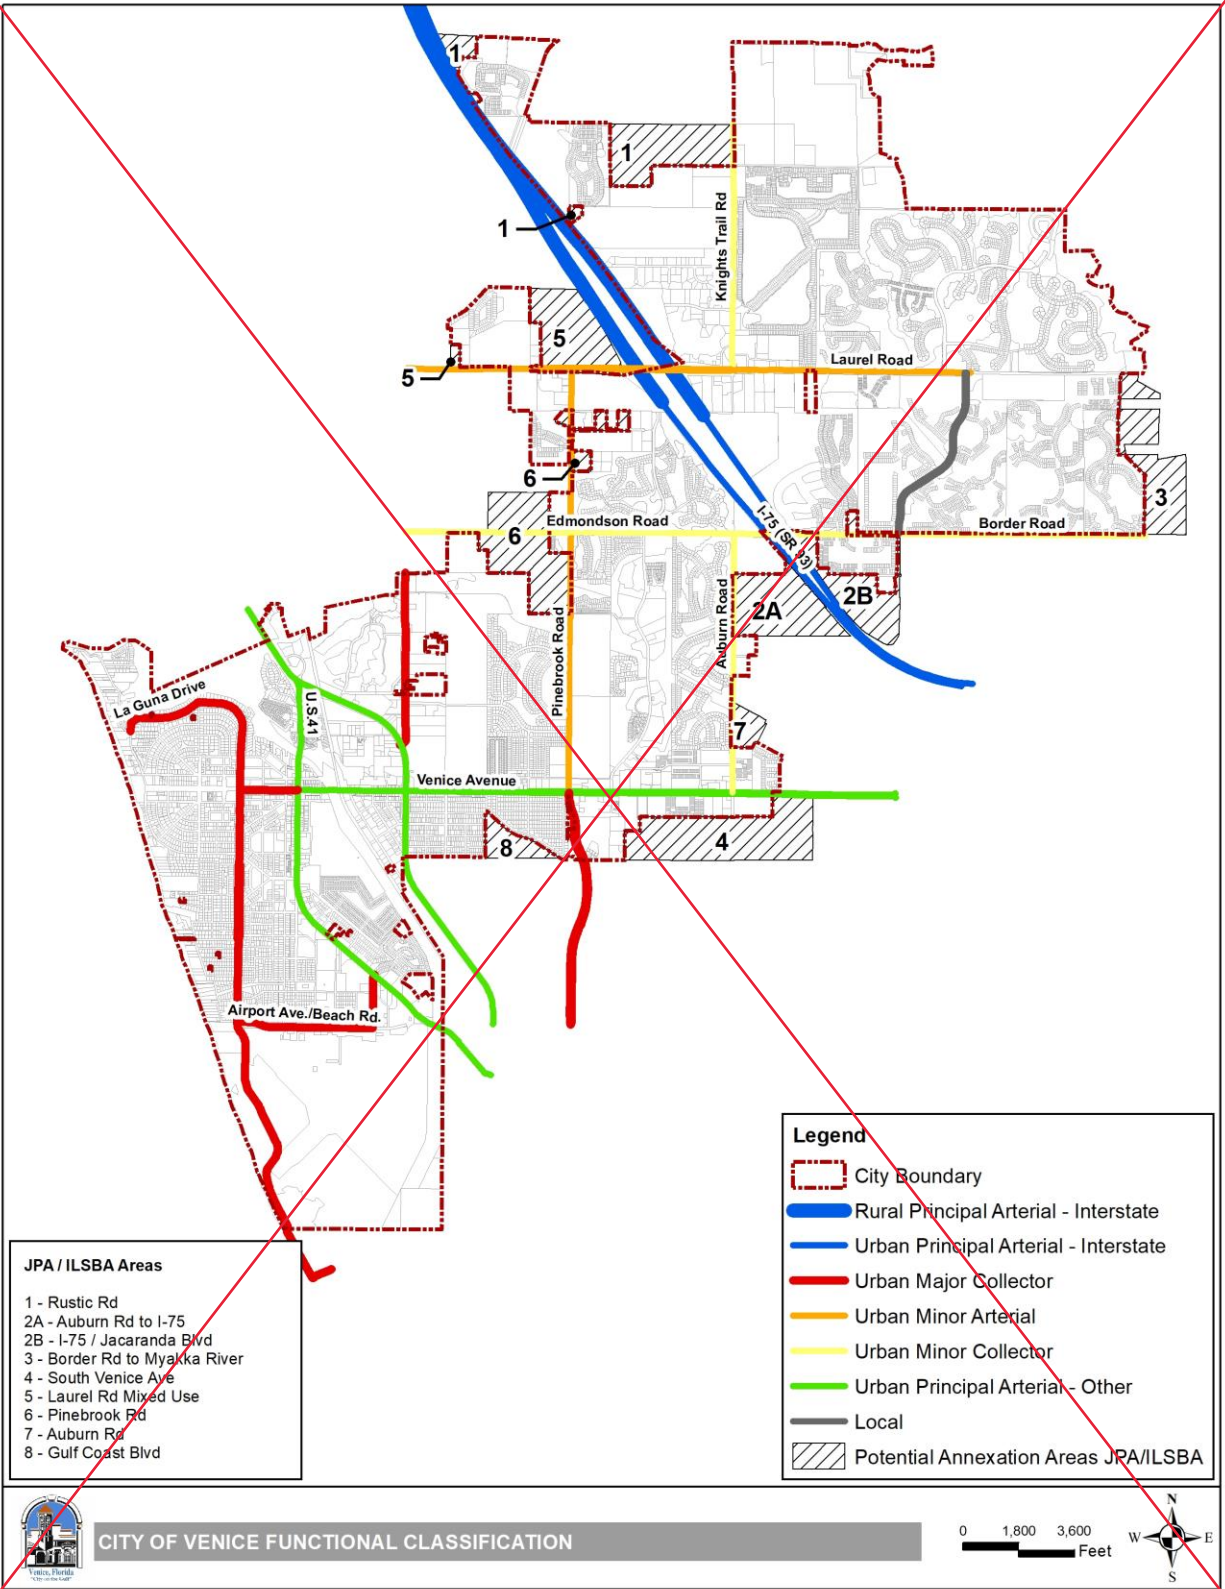 1
1
1
Knights Trail Rd
5
5
Laurel Road
6
6
Edmondson Road
I-75 (SR 93)
Border Road
3
2A
2B
Auburn Road
Pinebrook Road
La Guna Drive
U.S.41
7
Venice Avenue
8
4
Airport Ave./Beach Rd.
Legend
City Boundary
Rural Principal Arterial - Interstate
Urban Principal Arterial - Interstate
Urban Major Collector
Urban Minor Arterial
Urban Minor Collector
Urban Principal Arterial - Other
Local
Potential Annexation Areas JPA/ILSBA
JPA / ILSBA Areas
1 - Rustic Rd
2A - Auburn Rd to I-75
2B - I-75 / Jacaranda Blvd
3 - Border Rd to Myakka River
4 - South Venice Ave
5 - Laurel Rd Mixed Use
6 - Pinebrook Rd
7 - Auburn Rd
8 - Gulf Coast Blvd
Venice, Florida
"City on the Gulf"
CITY OF VENICE FUNCTIONAL CLASSIFICATION
0 1,800 3,600
Feet
N
W E
S